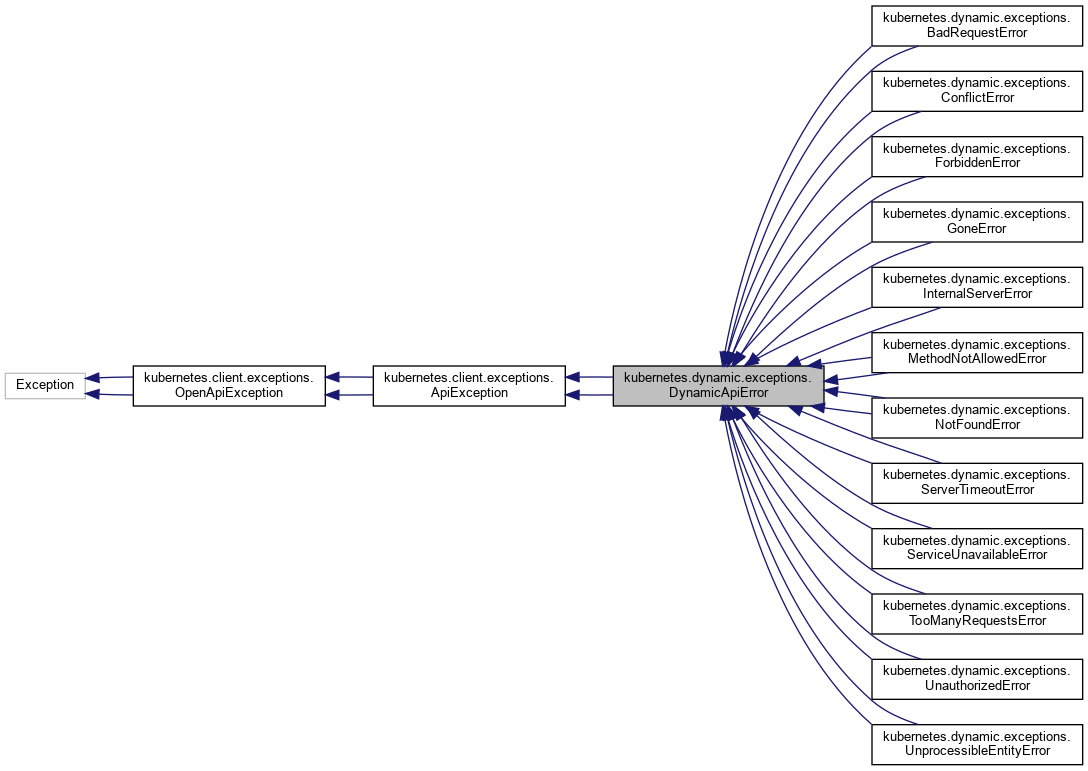 kubernetes.dynamic.exceptions.
BadRequestError
kubernetes.dynamic.exceptions.
ConflictError
kubernetes.dynamic.exceptions.
ForbiddenError
kubernetes.dynamic.exceptions.
GoneError
kubernetes.dynamic.exceptions.
InternalServerError
kubernetes.dynamic.exceptions.
MethodNotAllowedError
Exception
kubernetes.client.exceptions.
OpenApiException
kubernetes.client.exceptions.
ApiException
kubernetes.dynamic.exceptions.
DynamicApiError
kubernetes.dynamic.exceptions.
NotFoundError
kubernetes.dynamic.exceptions.
ServerTimeoutError
kubernetes.dynamic.exceptions.
ServiceUnavailableError
kubernetes.dynamic.exceptions.
TooManyRequestsError
kubernetes.dynamic.exceptions.
UnauthorizedError
kubernetes.dynamic.exceptions.
UnprocessibleEntityError